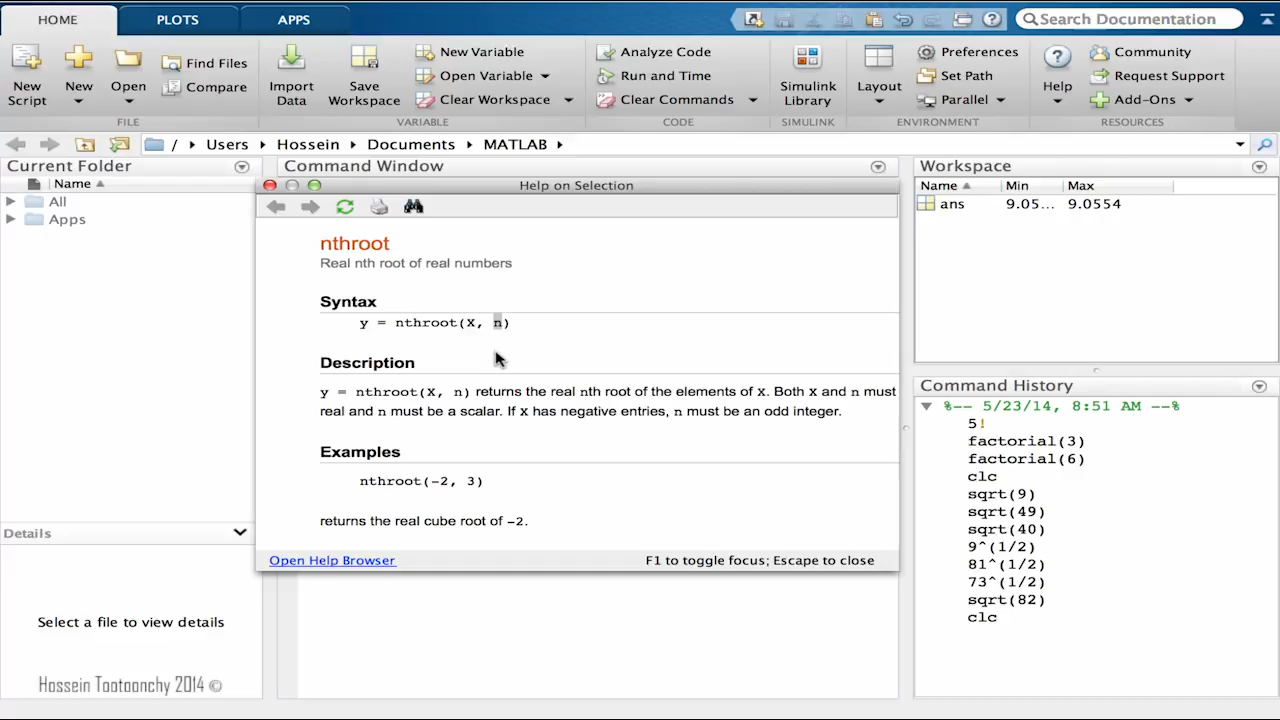 HOME PLOTS APPS
Search Documentation
New Script
New
Open
Find Files
Compare
FILE
Import Data
Save Workspace
New Variable
Open Variable
Clear Workspace
VARIABLE
Analyze Code
Run and Time
Clear Commands
CODE
Simulink Library
SIMULINK
Layout
Preferences
Set Path
Parallel
ENVIRONMENT
Help
Community
Request Support
Add-Ons
RESOURCES
/ Users Hossein Documents MATLAB
Current Folder
Name
All
Apps
Details
Select a file to view details
Hossein Tootoonchy 2014 ©
Command Window
Help on Selection
nthroot
Real nth root of real numbers
Syntax
y = nthroot(X, n)
Description
y = nthroot(X, n) returns the real nth root of the elements of X. Both X and n must
real and n must be a scalar. If X has negative entries, n must be an odd integer.
Examples
nthroot(-2, 3)
returns the real cube root of -2.
Open Help Browser F1 to toggle focus; Escape to close
Workspace
Name Min Max
ans 9.05... 9.0554
Command History
%-- 5/23/14, 8:51 AM --%
5!
factorial(3)
factorial(6)
clc
sqrt(9)
sqrt(49)
sqrt(40)
9^(1/2)
81^(1/2)
73^(1/2)
sqrt(82)
clc